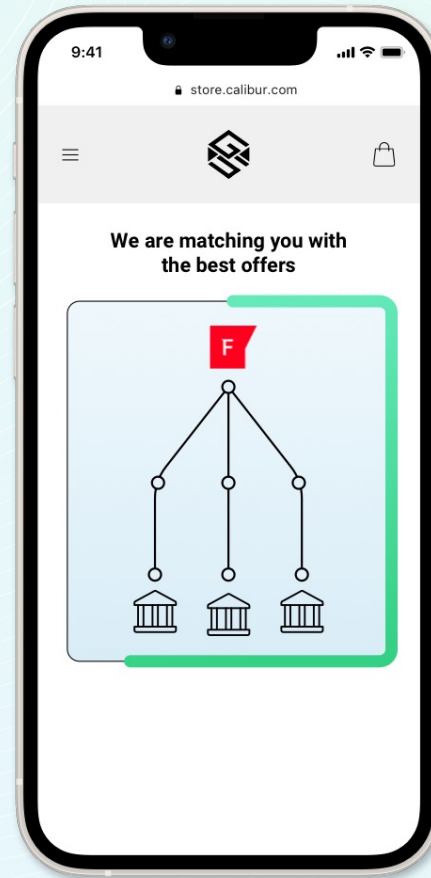 9:41
store.calibur.com
We are matching you with
the best offers
F